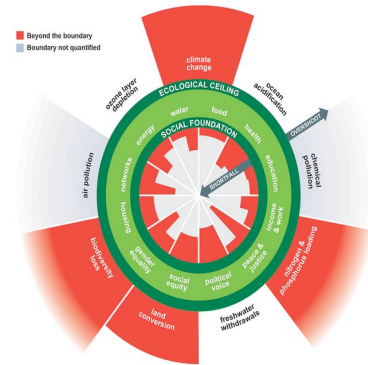 Beyond the boundary
Boundary not quantified
climate
change
ozone layer
depletion
ocean
acidification
ECOLOGICAL CEILING
OVERSHOOT
water
food
energy
health
SOCIAL FOUNDATION
SHORTFALL
networks
education
air pollution
chemical
pollution
housing
income
& work
gender
equality
peace &
justice
social
equity
political
voice
biodiversity
loss
nitrogen &
phosphorus loading
land
conversion
freshwater
withdrawals